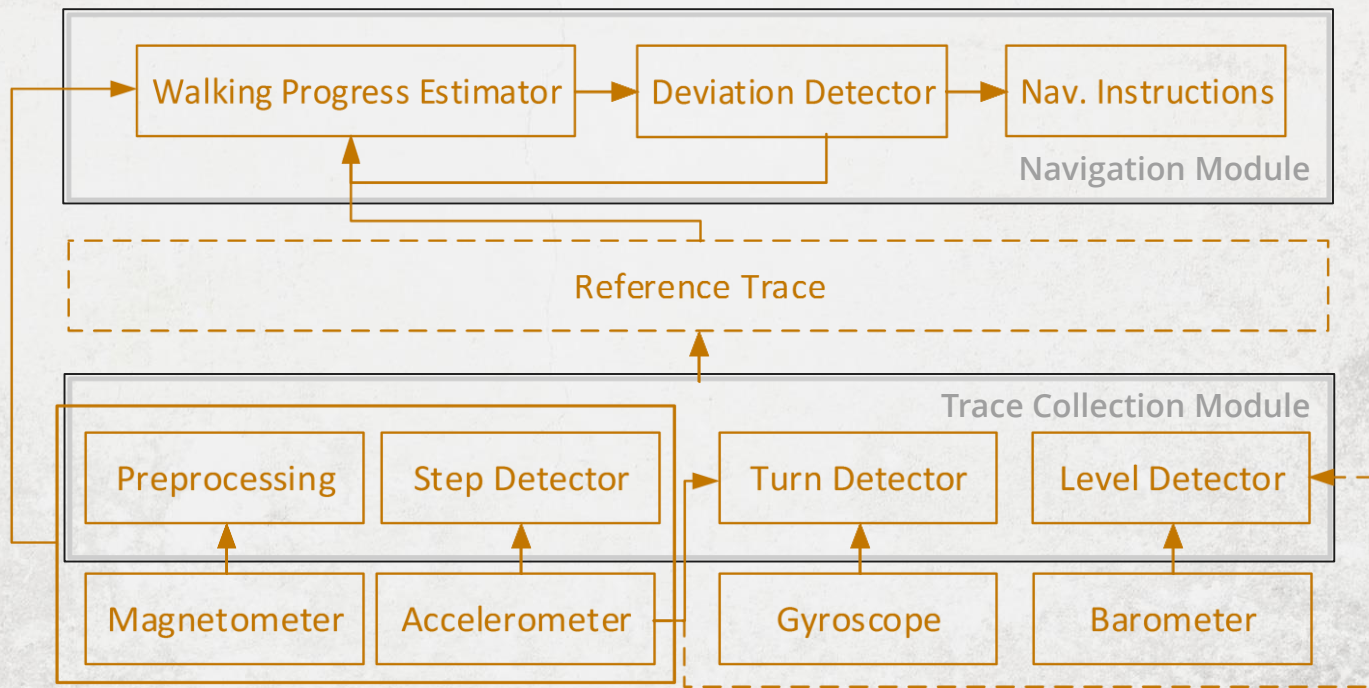 Walking Progress Estimator
Deviation Detector
Nav. Instructions
Navigation Module
Reference Trace
Trace Collection Module
Preprocessing
Step Detector
Turn Detector
Level Detector
Magnetometer
Accelerometer
Gyroscope
Barometer